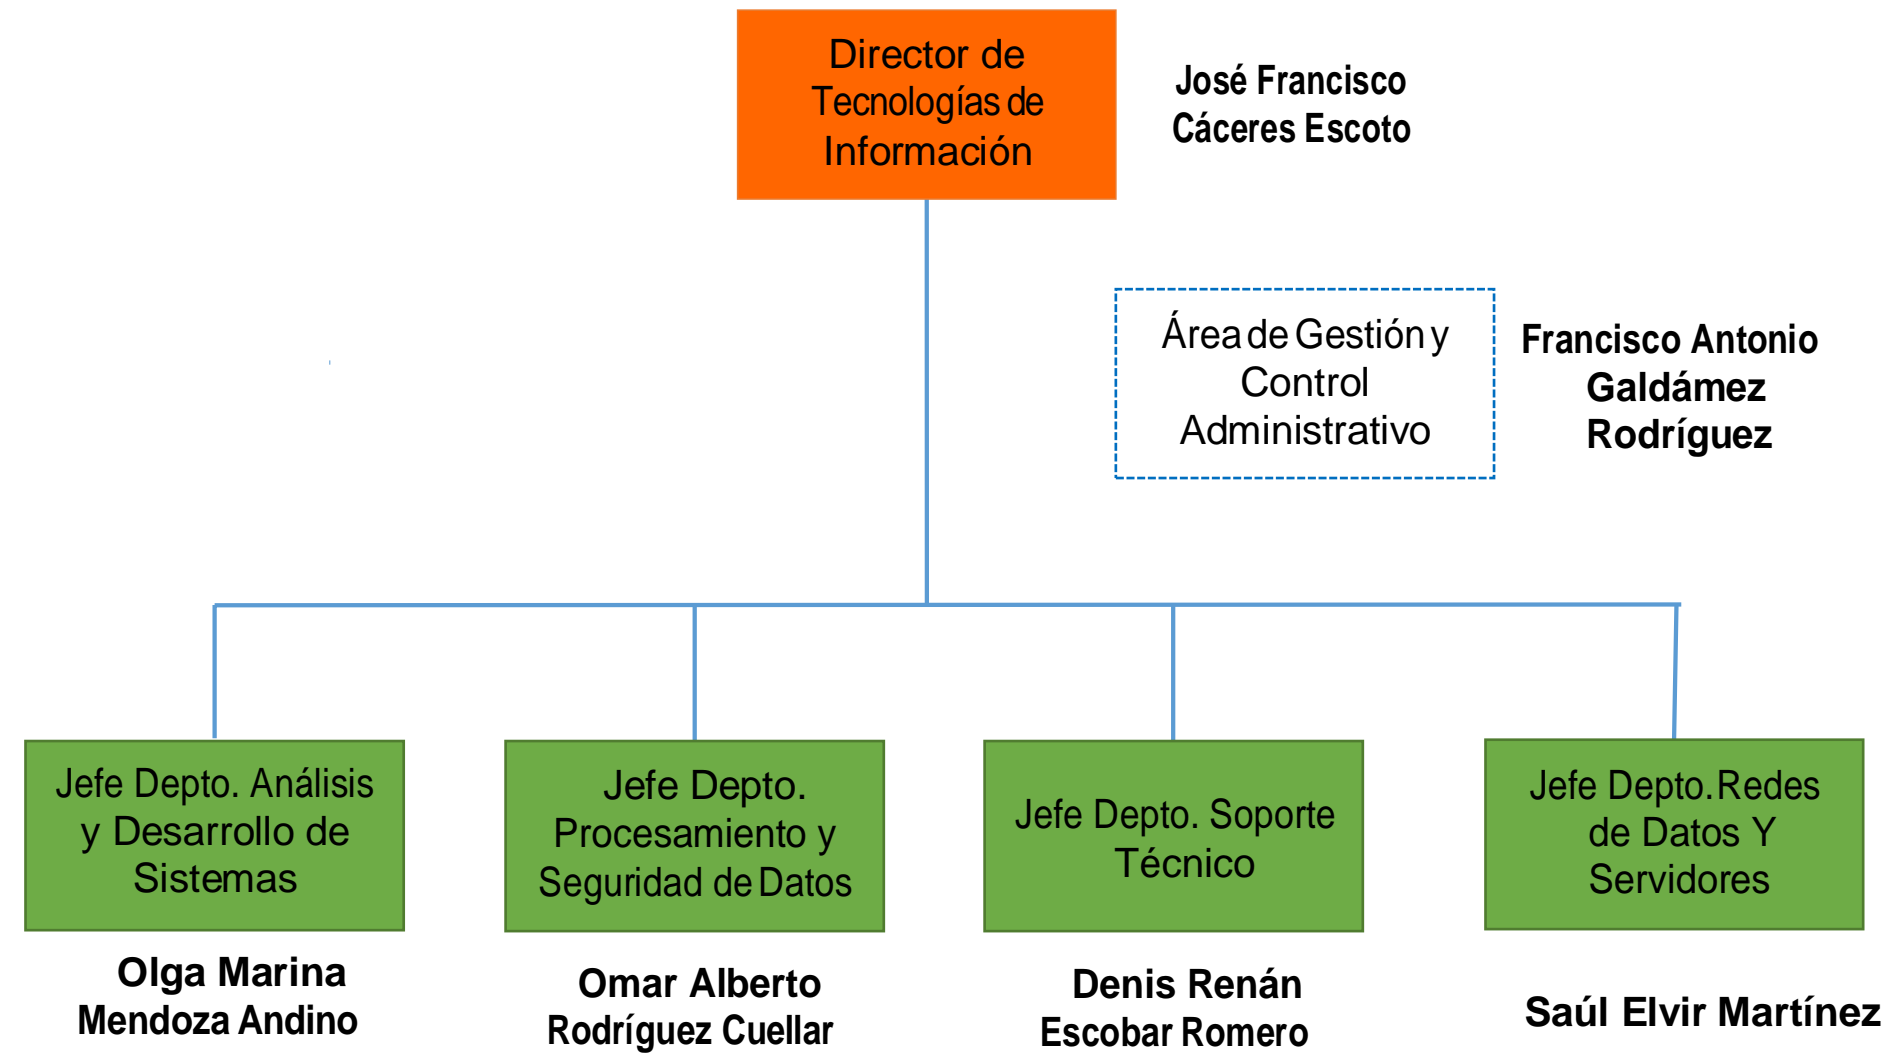 Director de
Tecnologías de
Información
José Francisco
Cáceres Escoto
Área de Gestión y
Control
Administrativo
Francisco Antonio
Galdámez
Rodríguez
Jefe Depto. Análisis
y Desarrollo de
Sistemas
Olga Marina
Mendoza Andino
Jefe Depto.
Procesamiento y
Seguridad de Datos
Omar Alberto
Rodríguez Cuellar
Jefe Depto. Soporte
Técnico
Denis Renán
Escobar Romero
Jefe Depto. Redes
de Datos Y
Servidores
Saúl Elvir Martínez